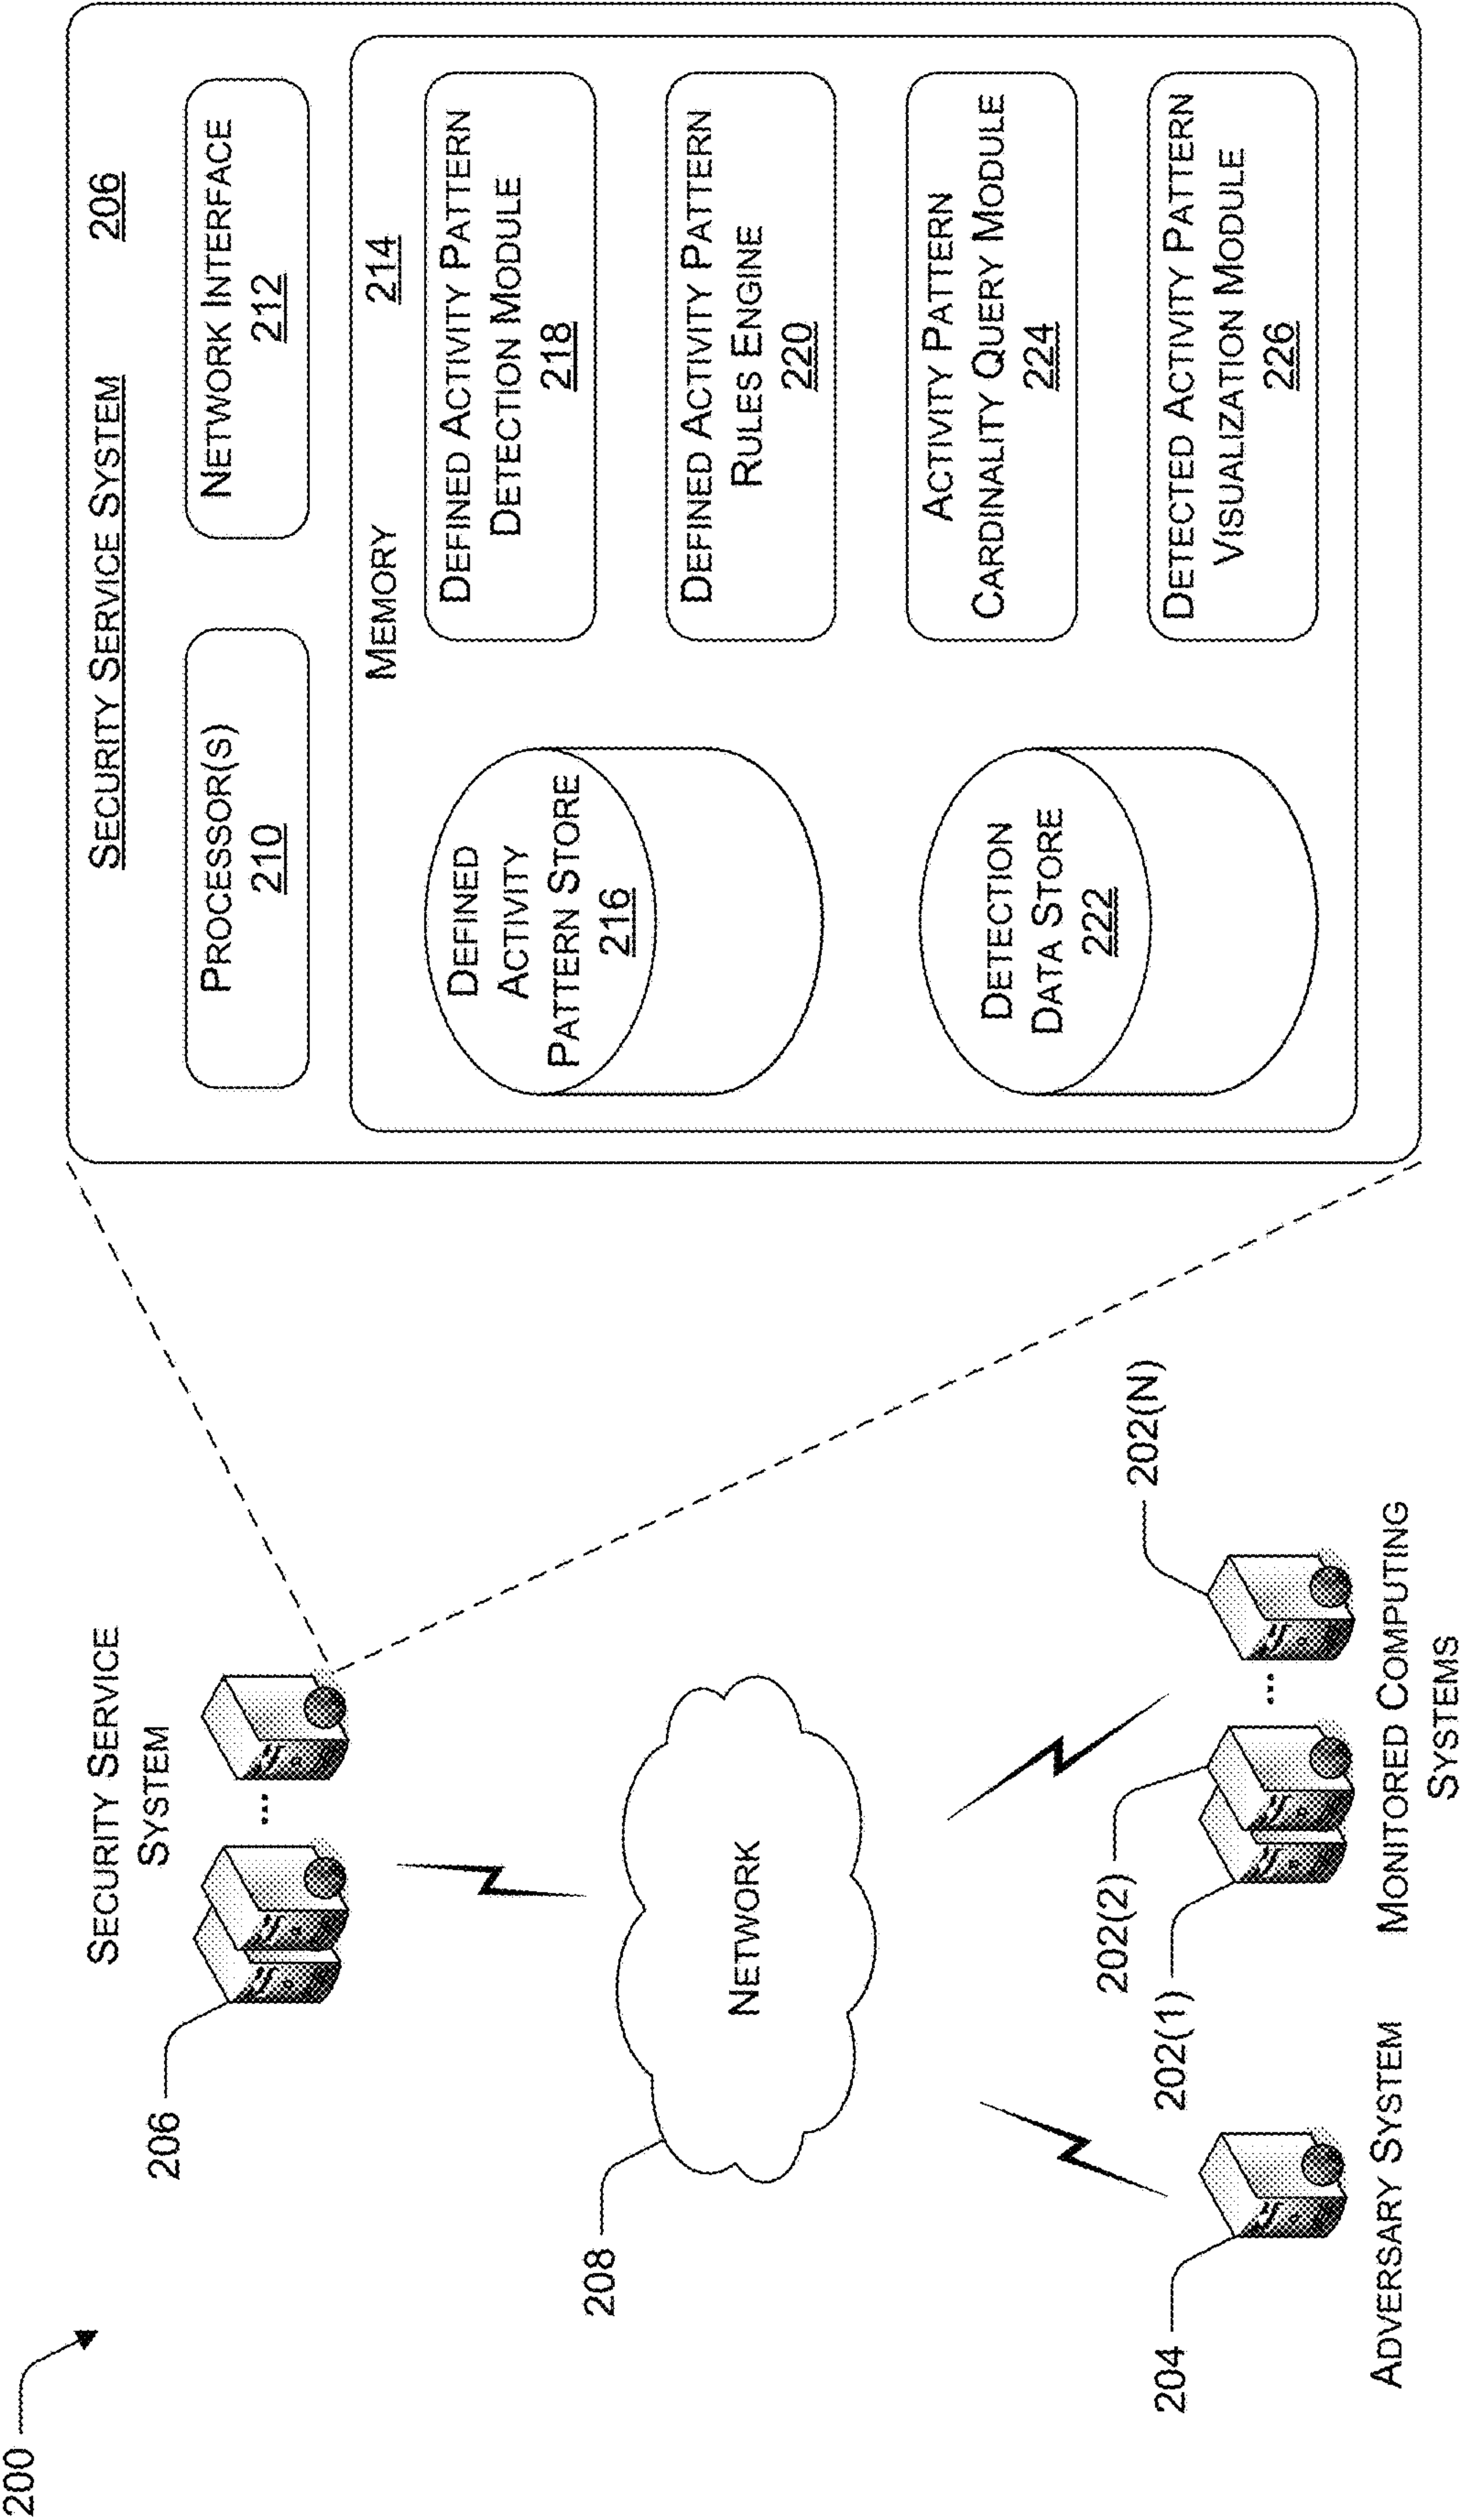 200
SECURITY SERVICE
SYSTEM
206
208
NETWORK
204
ADVERSARY SYSTEM
202(1)
202(2)
202(N)
MONITORED COMPUTING
SYSTEMS
SECURITY SERVICE SYSTEM 206
PROCESSOR(S)
210
NETWORK INTERFACE
212
MEMORY 214
DEFINED
ACTIVITY
PATTERN STORE
216
DETECTION
DATA STORE
222
DEFINED ACTIVITY PATTERN
DETECTION MODULE
218
DEFINED ACTIVITY PATTERN
RULES ENGINE
220
ACTIVITY PATTERN
CARDINALITY QUERY MODULE
224
DETECTED ACTIVITY PATTERN
VISUALIZATION MODULE
226